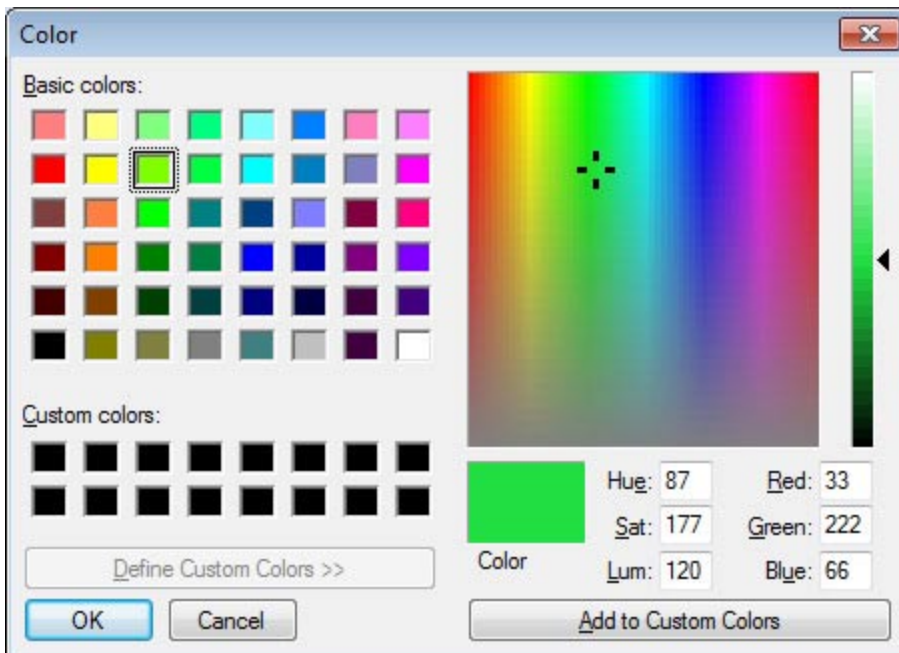 Color
Basic colors:
Custom colors:
Define Custom Colors >>
OK Cancel
Color
Hue: 87 Red: 33
Sat: 177 Green: 222
Lum: 120 Blue: 66
Add to Custom Colors